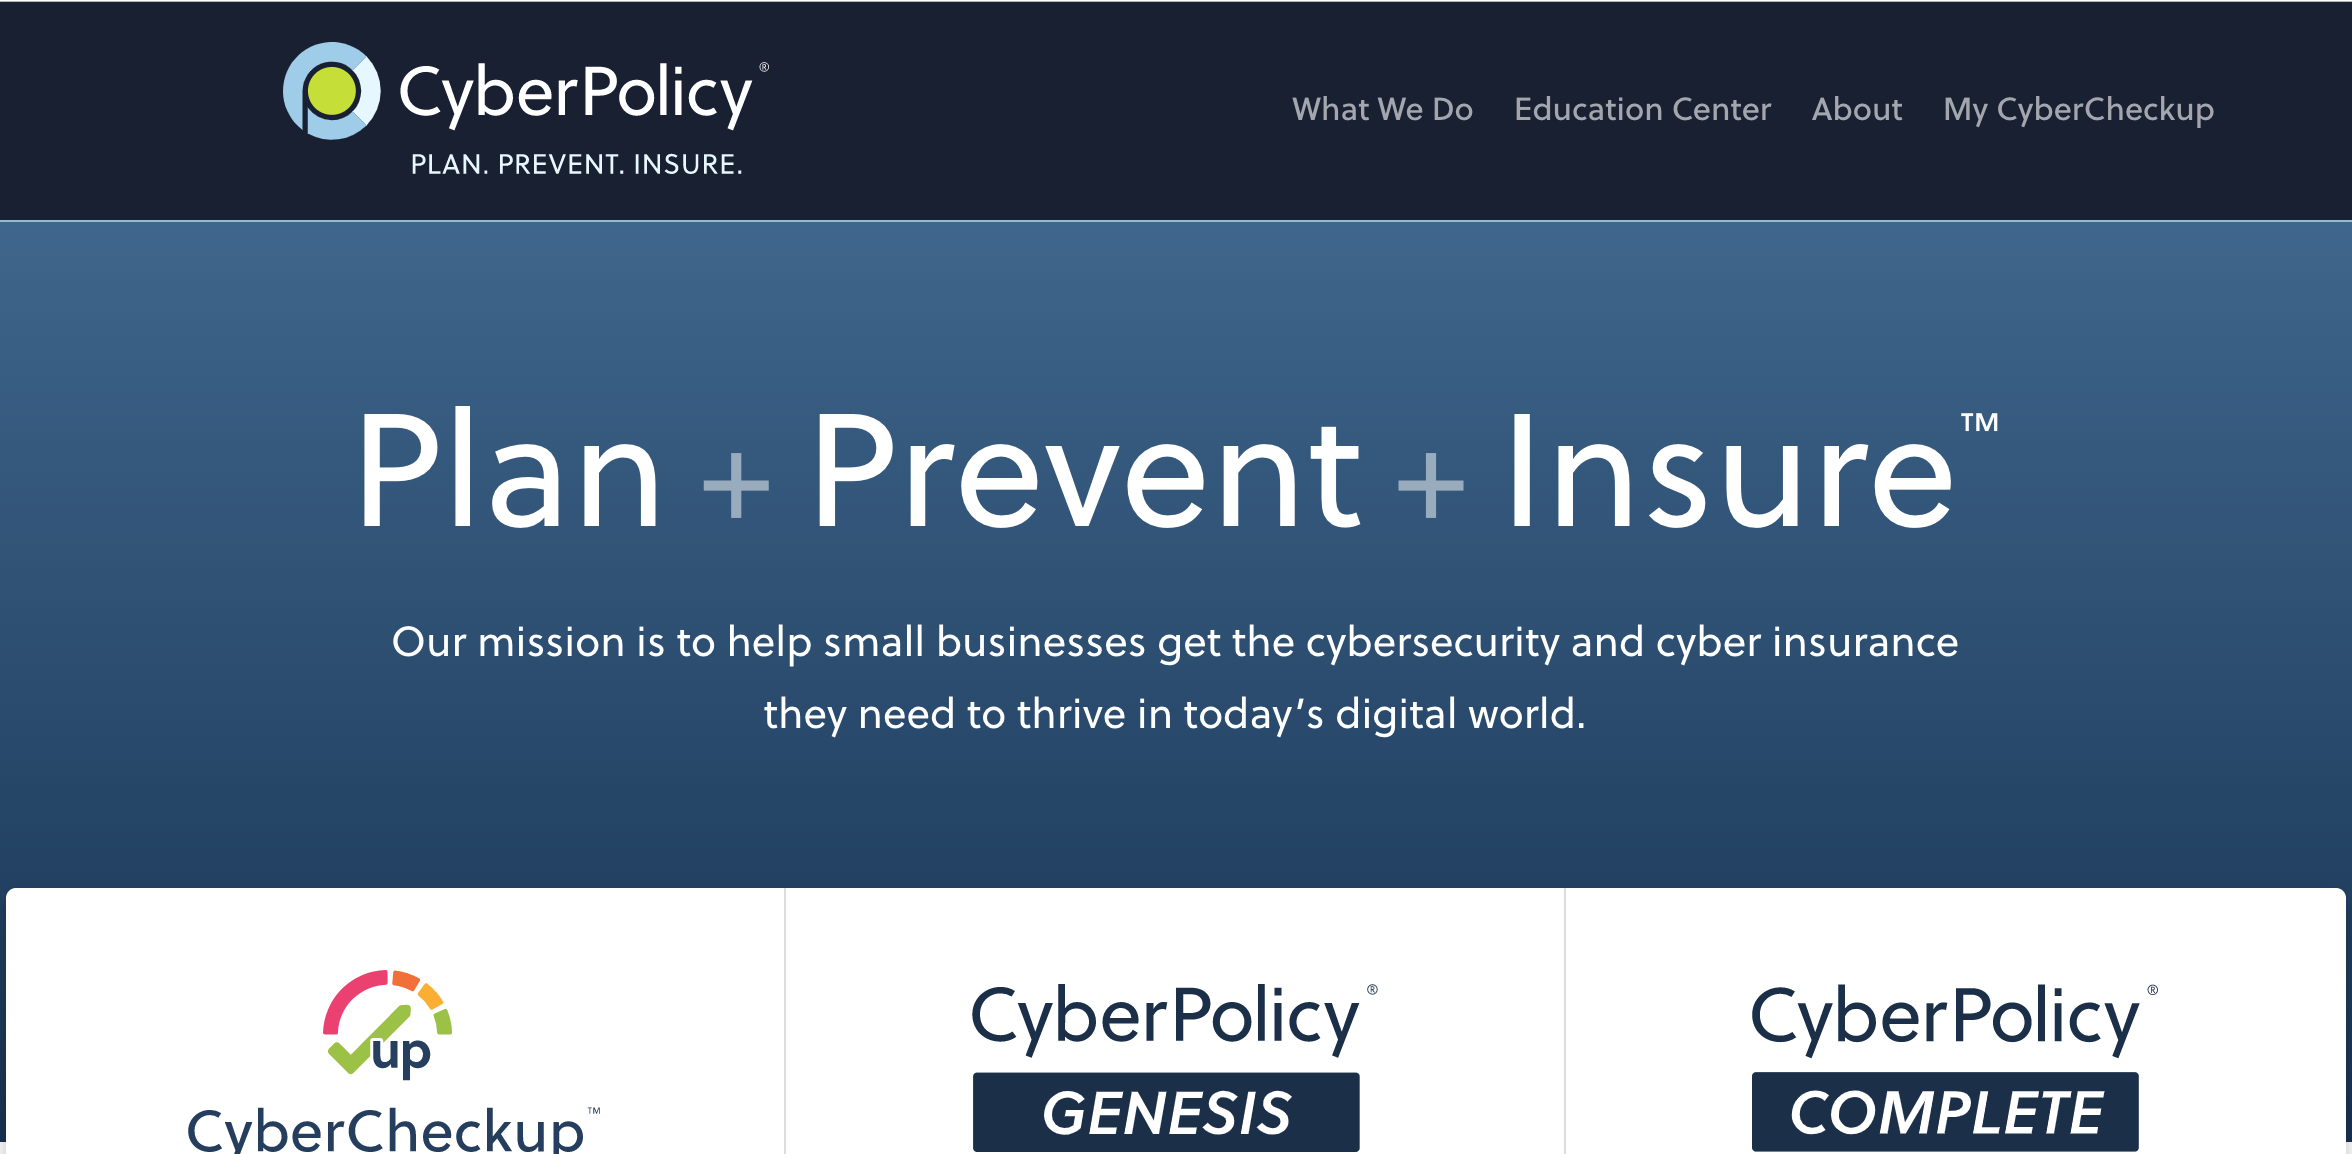 CyberPolicy®
PLAN. PREVENT. INSURE.
What We Do Education Center About My CyberCheckup
Plan + Prevent + Insure™
Our mission is to help small businesses get the cybersecurity and cyber insurance
they need to thrive in today’s digital world.
up
CyberCheckup™
CyberPolicy®
GENESIS
CyberPolicy®
COMPLETE